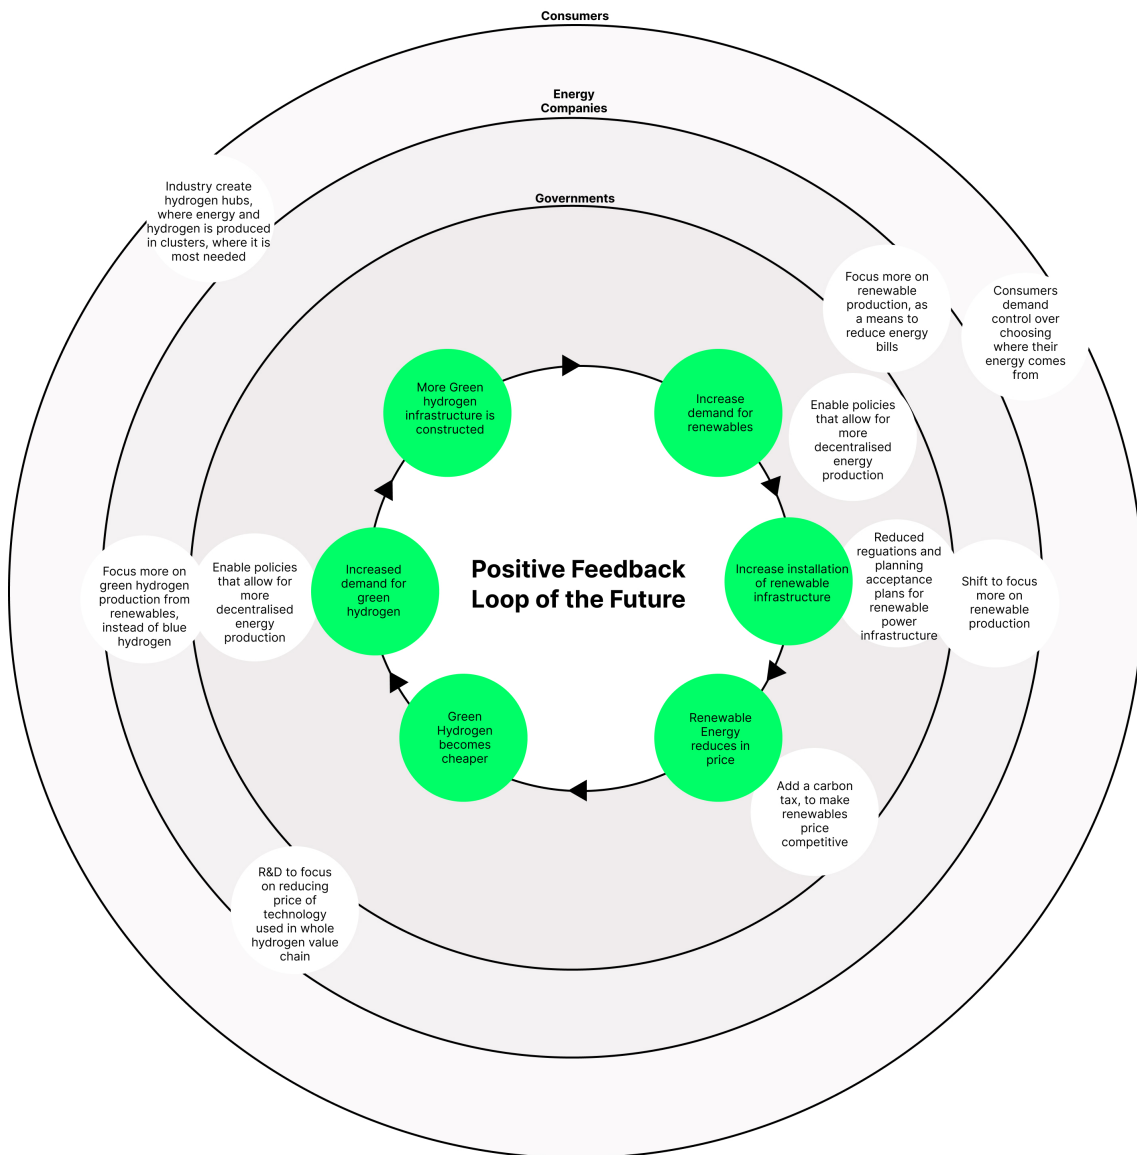 Consumers
Energy
Companies
Governments
Industry create
hydrogen hubs,
where energy and
hydrogen is produced
in clusters, where it is
most needed
Focus more on
renewable
production, as
a means to
reduce energy
bills
Consumers
demand
control over
choosing
where their
energy comes
from
More Green
hydrogen
infrastructure is
constructed
Increase
demand for
renewables
Enable policies
that allow for
more
decentralised
energy
production
Focus more on
green hydrogen
production from
renewables,
instead of blue
hydrogen
Enable policies
that allow for
more
decentralised
energy
production
Increased
demand for
green
hydrogen
Positive Feedback
Loop of the Future
Increase installation
of renewable
infrastructure
Reduced
reguations and
planning
acceptance
plans for
renewable
power
infrastructure
Shift to focus
more on
renewable
production
Green
Hydrogen
becomes
cheaper
Renewable
Energy
reduces in
price
Add a carbon
tax, to make
renewables
price
competitive
R&D to focus
on reducing
price of
technology
used in whole
hydrogen value
chain